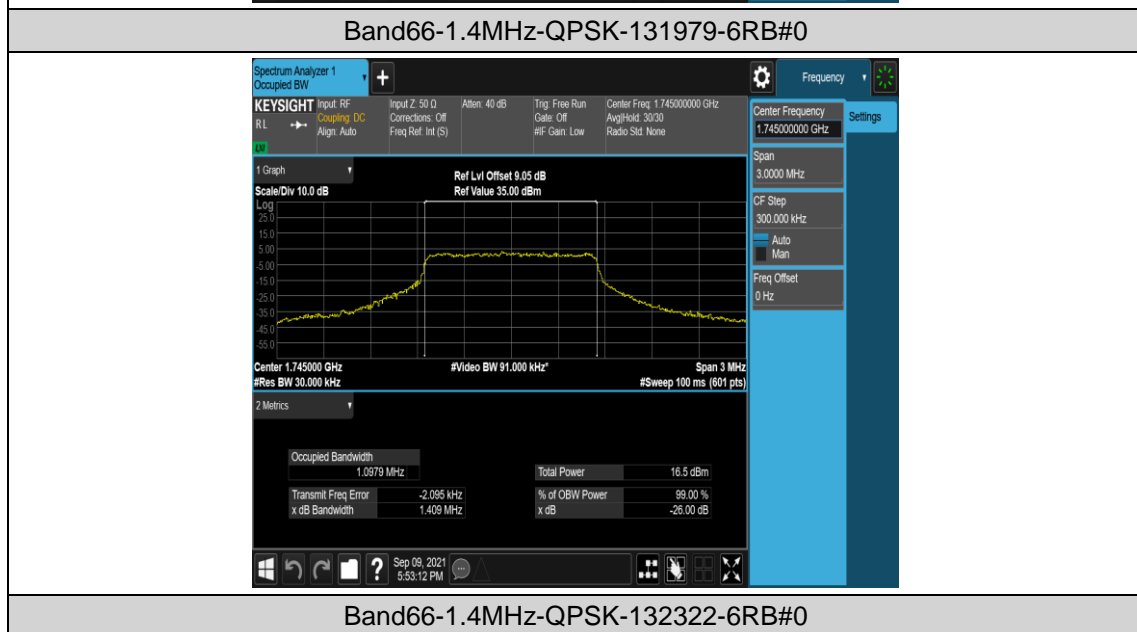 Band66-1.4MHz-QPSK-131979-6RB#0
Spectrum Analyzer 1
Occupied BW
Frequency
KEYSIGHT
RL
LXI
Input: RF
Coupling: DC
Align: Auto
Input Z: 50 Ω
Corrections: Off
Freq Ref: Int (S)
Atten: 40 dB
Trig: Free Run
Gate: Off
#IF Gain: Low
Center Freq: 1.745000000 GHz
Avg|Hold: 30/30
Radio Std: None
Center Frequency
1.745000000 GHz
Settings
Span
3.0000 MHz
CF Step
300.000 kHz
Auto
Man
Freq Offset
0 Hz
1 Graph
Scale/Div 10.0 dB
Ref Lvl Offset 9.05 dB
Ref Value 35.00 dBm
Log
25.0
15.0
5.00
-5.00
-15.0
-25.0
-35.0
-45.0
-55.0
Center 1.745000 GHz
#Video BW 91.000 kHz*
Span 3 MHz
#Res BW 30.000 kHz
#Sweep 100 ms (601 pts)
2 Metrics
Occupied Bandwidth
1.0979 MHz
Total Power 16.5 dBm
Transmit Freq Error -2.095 kHz
% of OBW Power 99.00 %
x dB Bandwidth 1.409 MHz
x dB -26.00 dB
?
Sep 09, 2021
5:53:12 PM
Band66-1.4MHz-QPSK-132322-6RB#0